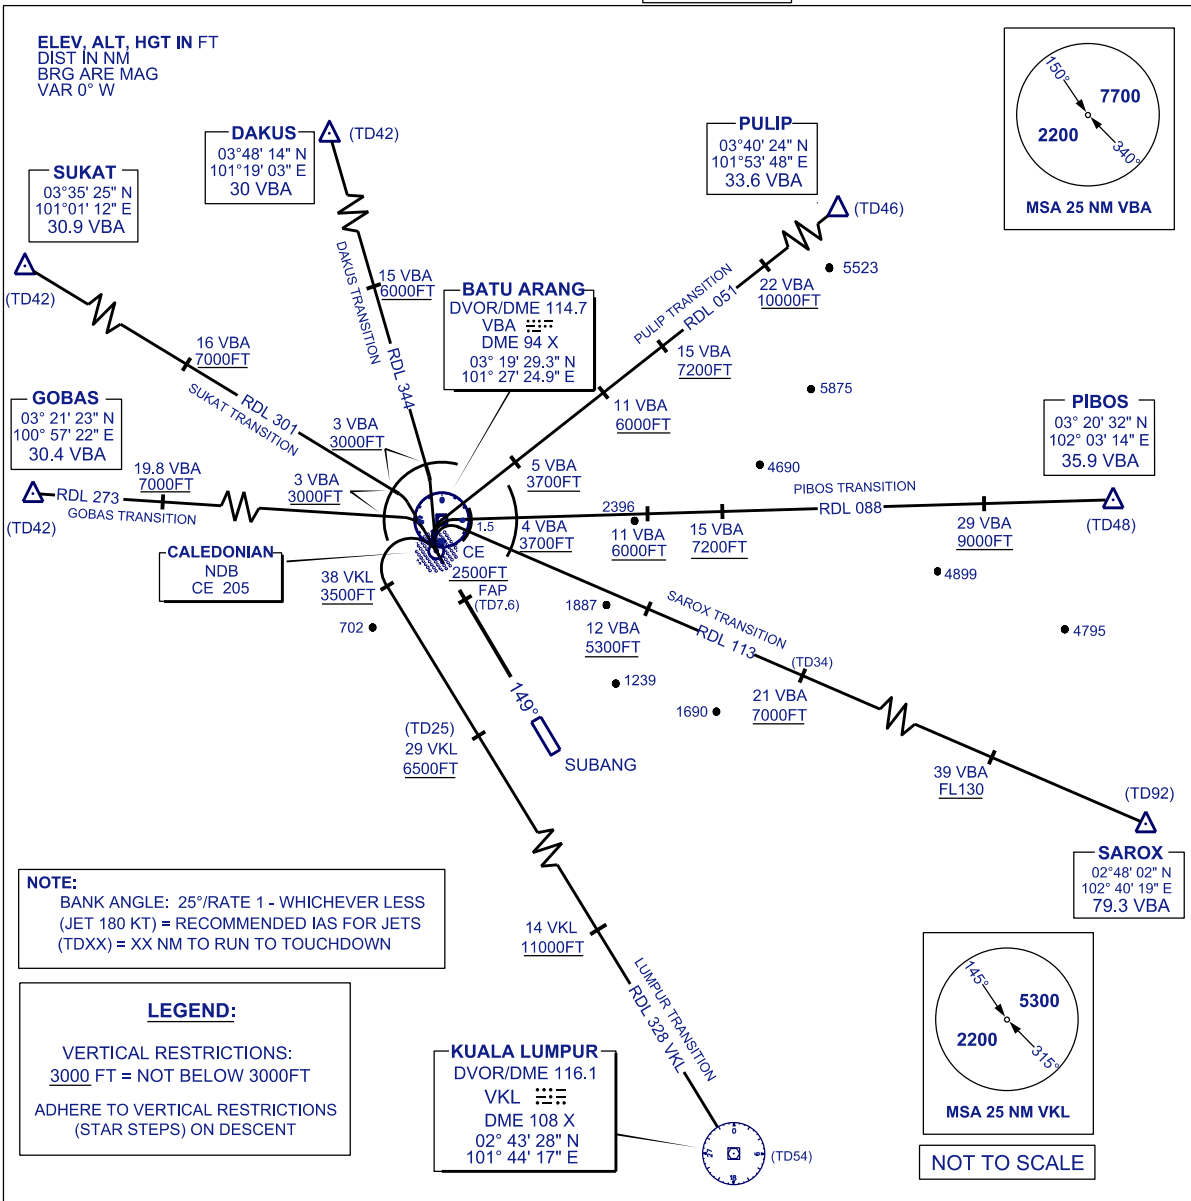 ELEV, ALT, HGT IN FT
DIST IN NM
BRG ARE MAG
VAR 0° W
DAKUS
03°48' 14" N
101°19' 03" E
30 VBA
(TD42)
SUKAT
03°35' 25" N
101°01' 12" E
30.9 VBA
(TD42)
PULIP
03°40' 24" N
101°53' 48" E
33.6 VBA
(TD46)
150°
7700
2200
340°
MSA 25 NM VBA
5523
15 VBA
6000FT
DAKUS TRANSITION
RDL 344
BATU ARANG
DVOR/DME 114.7
VBA
DME 94 X
03° 19' 29.3" N
101° 27' 24.9" E
PULIP TRANSITION
RDL 051
22 VBA
10000FT
15 VBA
7200FT
11 VBA
6000FT
5 VBA
3700FT
5875
4690
16 VBA
7000FT
RDL 301
SUKAT TRANSITION
GOBAS
03° 21' 23" N
100° 57' 22" E
30.4 VBA
(TD42)
RDL 273
GOBAS TRANSITION
19.8 VBA
7000FT
3 VBA
3000FT
3 VBA
3000FT
PIBOS
03° 20' 32" N
102° 03' 14" E
35.9 VBA
(TD48)
PIBOS TRANSITION
RDL 088
2396
1.5
4 VBA
3700FT
11 VBA
6000FT
15 VBA
7200FT
29 VBA
9000FT
CALEDONIAN
NDB
CE 205
CE
2500FT
FAP
(TD7.6)
38 VKL
3500FT
702
4899
4795
1887
12 VBA
5300FT
SAROX TRANSITION
RDL 113
(TD34)
21 VBA
7000FT
1239
1690
149°
SUBANG
(TD25)
29 VKL
6500FT
39 VBA
FL130
(TD92)
SAROX
02°48' 02" N
102° 40' 19" E
79.3 VBA
NOTE:
BANK ANGLE: 25°/RATE 1 - WHICHEVER LESS
(JET 180 KT) = RECOMMENDED IAS FOR JETS
(TDXX) = XX NM TO RUN TO TOUCHDOWN
14 VKL
11000FT
LUMPUR TRANSITION
RDL 328 VKL
LEGEND:
VERTICAL RESTRICTIONS:
3000 FT = NOT BELOW 3000FT
ADHERE TO VERTICAL RESTRICTIONS
(STAR STEPS) ON DESCENT
KUALA LUMPUR
DVOR/DME 116.1
VKL
DME 108 X
02° 43' 28" N
101° 44' 17" E
(TD54)
145°
5300
2200
315°
MSA 25 NM VKL
NOT TO SCALE